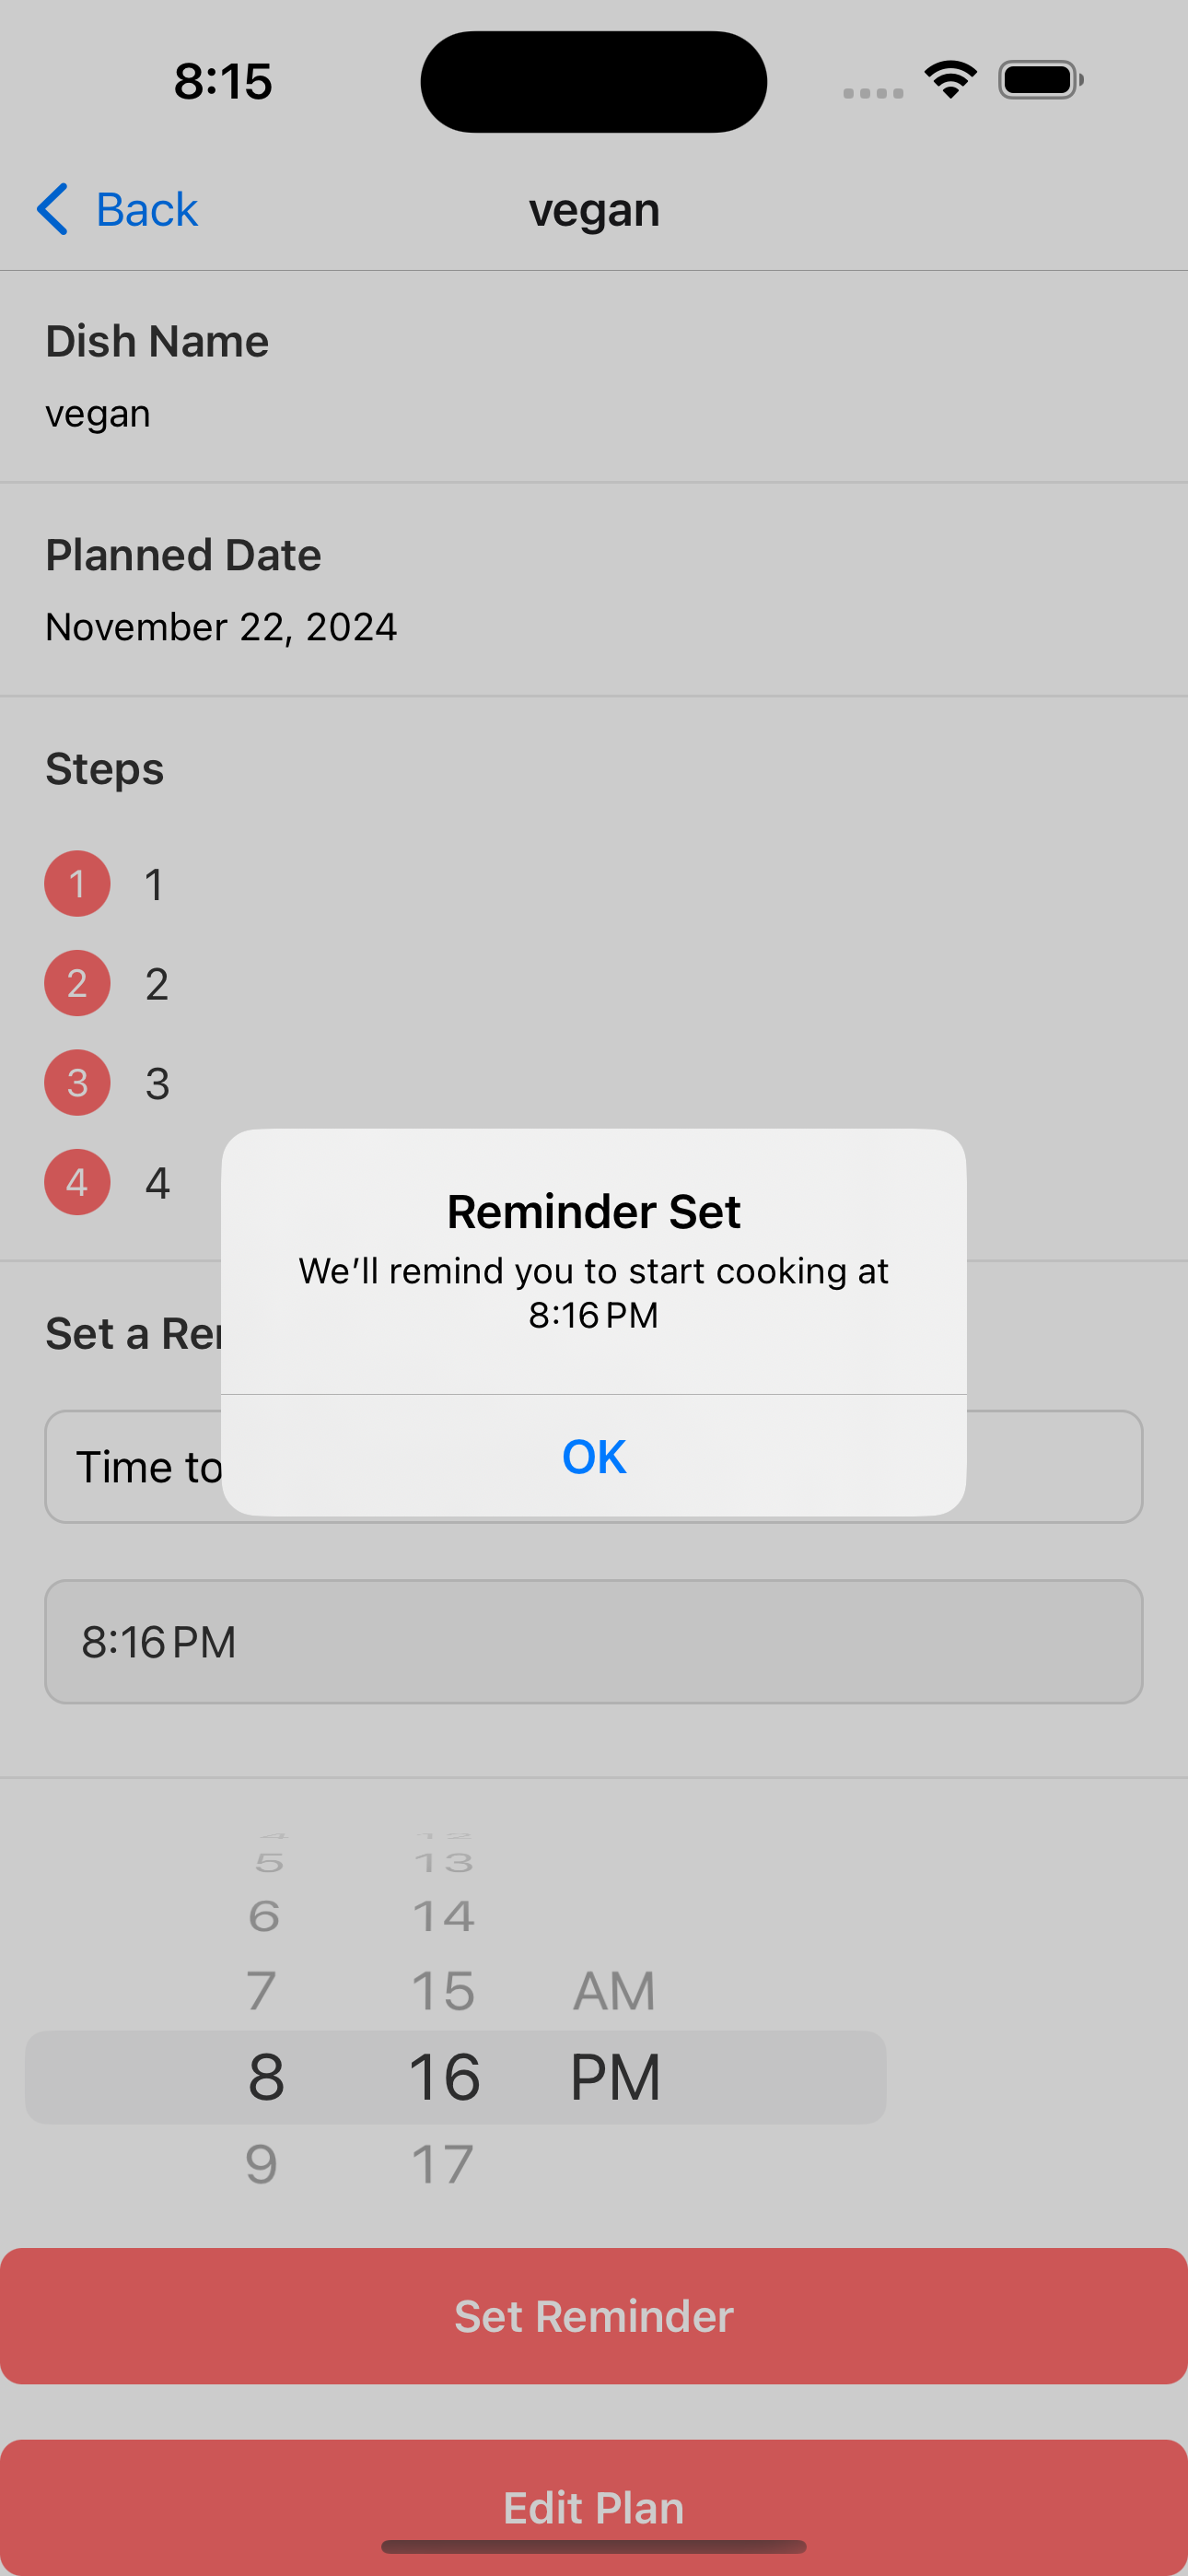 8:15
Back
vegan
Dish Name
vegan
Planned Date
November 22, 2024
Steps
1 1
2 2
3 3
4 4
Reminder Set
We’ll remind you to start cooking at
8:16 PM
OK
Set a
Time to
8:16 PM
4 12
5 13
6 14
7 15 AM
8 16 PM
9 17
Set Reminder
Edit Plan